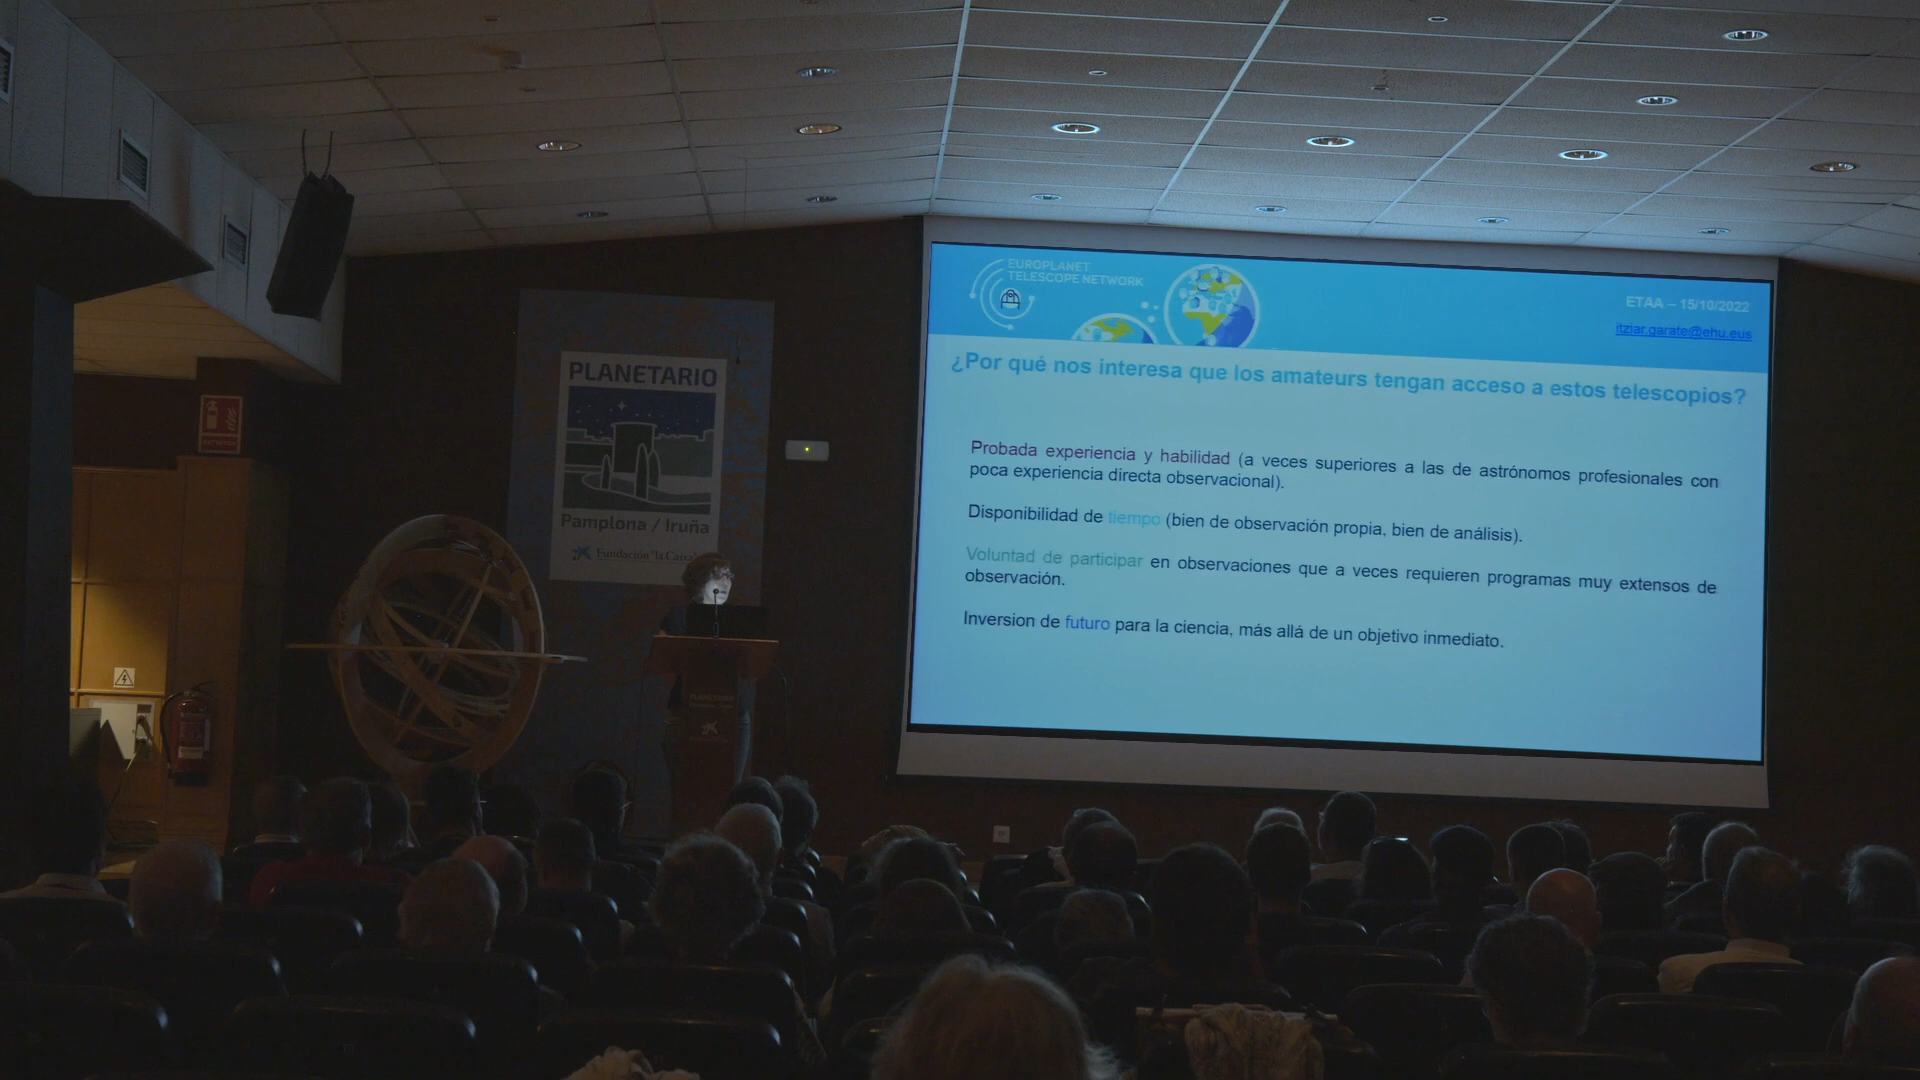 EUROPLANET
TELESCOPE NETWORK
ETAA – 15/10/2022
itziar.garate@ehu.eus
¿Por qué nos interesa que los amateurs tengan acceso a estos telescopios?
Probada experiencia y habilidad (a veces superiores a las de astrónomos profesionales con
poca experiencia directa observacional).
Disponibilidad de tiempo (bien de observación propia, bien de análisis).
Voluntad de participar en observaciones que a veces requieren programas muy extensos de
observación.
Inversion de futuro para la ciencia, más allá de un objetivo inmediato.
PLANETARIO
Pamplona / Iruña
Fundación "la Caixa"
EXTINTOR
PLANETARIO